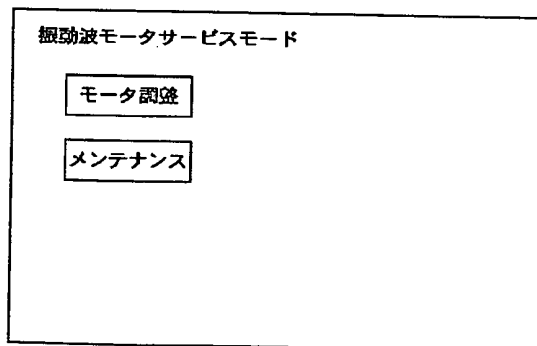 振動波モータサービスモード
モータ調整
メンテナンス